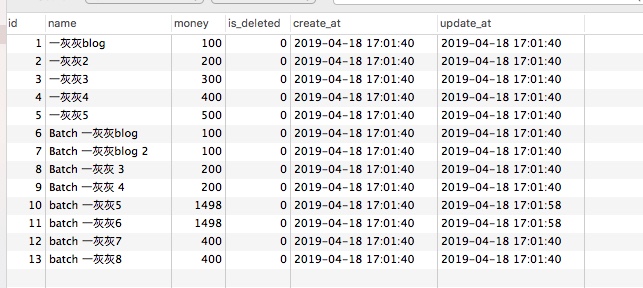 id name money is_deleted create_at update_at
1 一灰灰blog 100 0 2019-04-18 17:01:40 2019-04-18 17:01:40
2 一灰灰2 200 0 2019-04-18 17:01:40 2019-04-18 17:01:40
3 一灰灰3 300 0 2019-04-18 17:01:40 2019-04-18 17:01:40
4 一灰灰4 400 0 2019-04-18 17:01:40 2019-04-18 17:01:40
5 一灰灰5 500 0 2019-04-18 17:01:40 2019-04-18 17:01:40
6 Batch 一灰灰blog 100 0 2019-04-18 17:01:40 2019-04-18 17:01:40
7 Batch 一灰灰blog 2 100 0 2019-04-18 17:01:40 2019-04-18 17:01:40
8 Batch 一灰灰 3 200 0 2019-04-18 17:01:40 2019-04-18 17:01:40
9 Batch 一灰灰 4 200 0 2019-04-18 17:01:40 2019-04-18 17:01:40
10 batch 一灰灰5 1498 0 2019-04-18 17:01:40 2019-04-18 17:01:58
11 batch 一灰灰6 1498 0 2019-04-18 17:01:40 2019-04-18 17:01:58
12 batch 一灰灰7 400 0 2019-04-18 17:01:40 2019-04-18 17:01:40
13 batch 一灰灰8 400 0 2019-04-18 17:01:40 2019-04-18 17:01:40